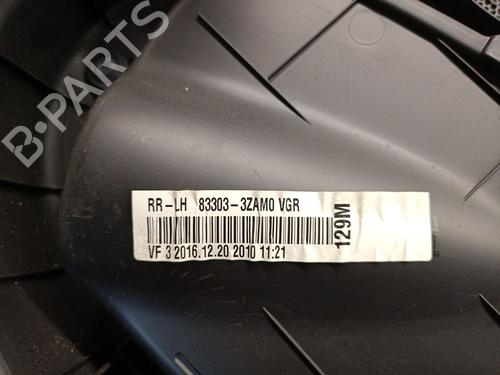 B-PARTS
RR-LH 83303-3ZAM0 VGR
129M
VF 3 2016.12.20 2010 11:21